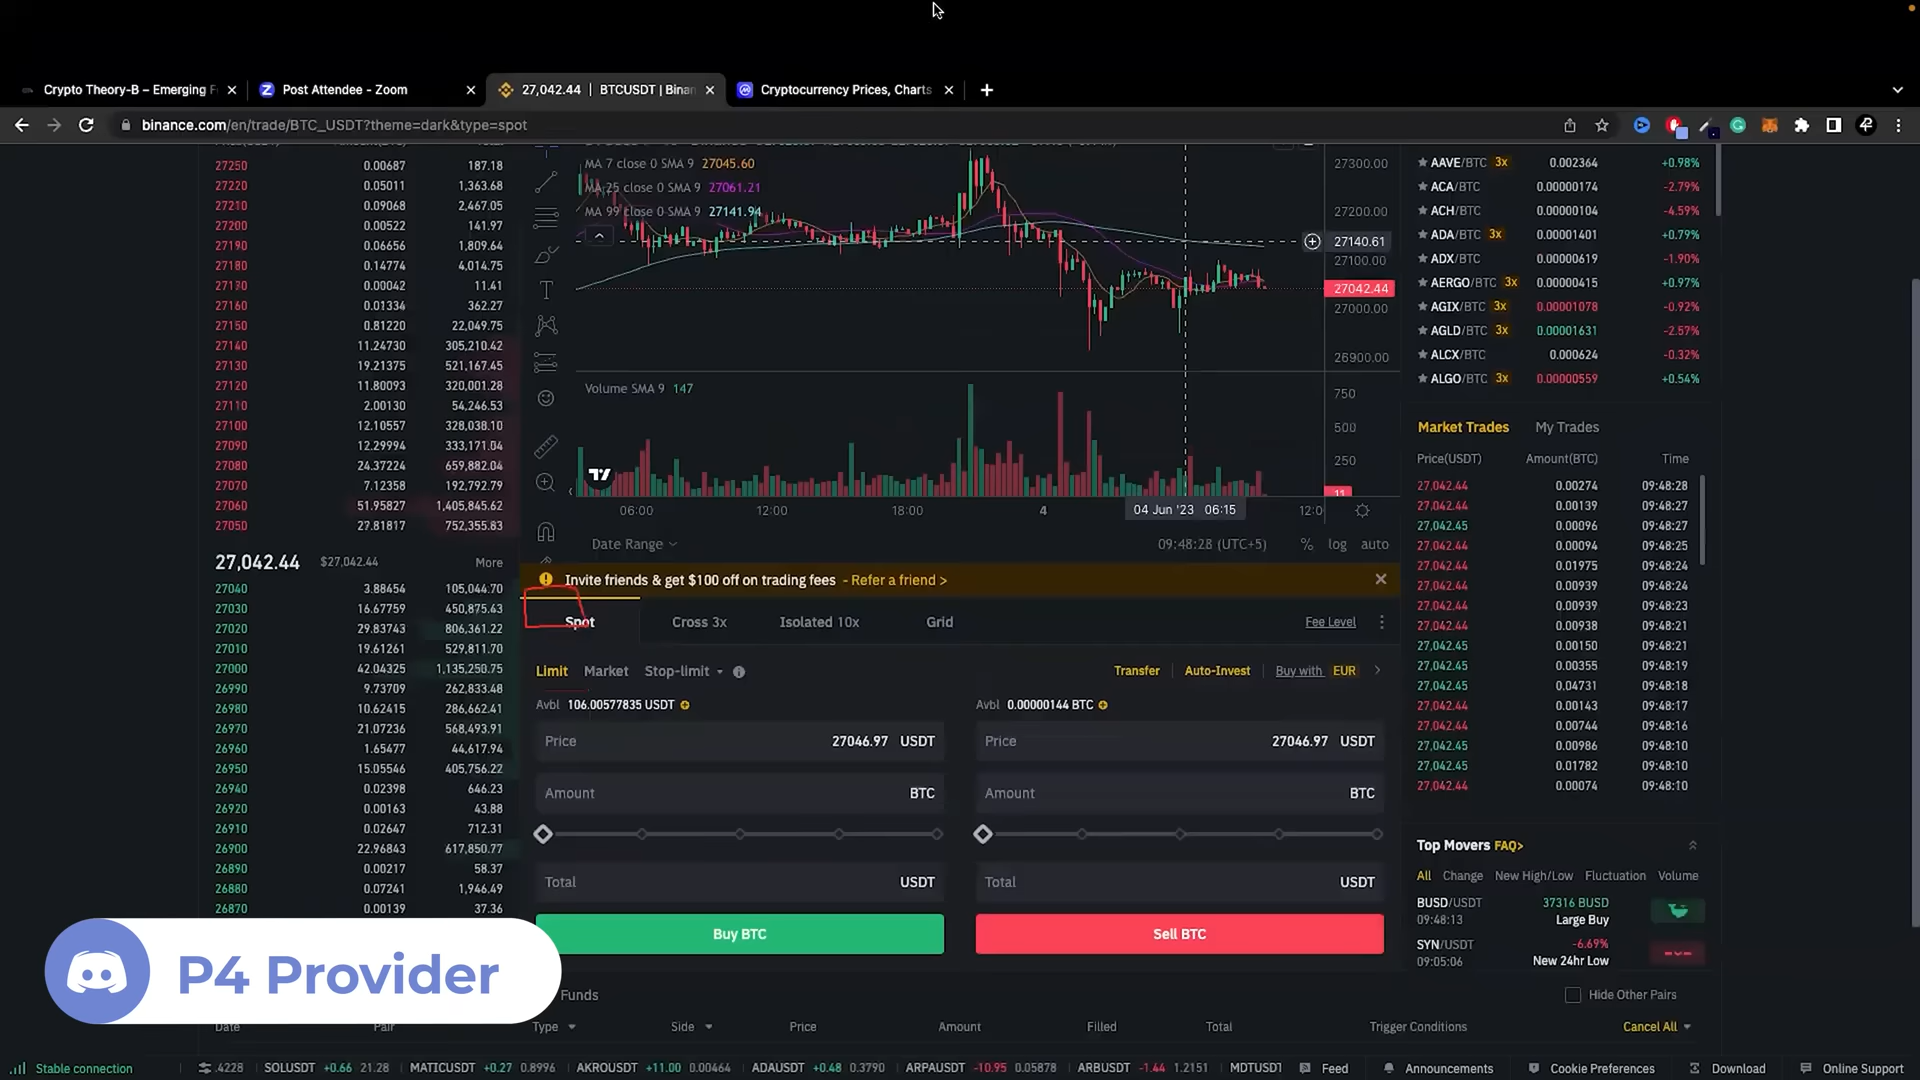 Crypto Theory-B – Emerging F
Post Attendee - Zoom
27,042.44 | BTCUSDT | Binan
Cryptocurrency Prices, Charts
binance.com/en/trade/BTC_USDT?theme=dark&type=spot
27250 0.00687 187.18
27220 0.05011 1,363.68
27210 0.09068 2,467.05
27200 0.00522 141.97
27190 0.06656 1,809.64
27180 0.14774 4,014.75
27170 0.00042 11.41
27160 0.01334 362.27
27150 0.81220 22,049.75
27140 11.24730 305,210.42
27130 19.21375 521,167.45
27120 11.80093 320,001.28
27110 2.00130 54,246.53
27100 12.10557 328,038.10
27090 12.29994 333,171.04
27080 24.37224 659,882.04
27070 7.12358 192,792.79
27060 51.95827 1,405,845.62
27050 27.81817 752,355.83
27,042.44 $27,042.44 More
27040 3.88454 105,044.70
27030 16.67759 450,875.43
27020 29.83743 806,361.22
27010 19.61261 529,811.70
27000 42.04325 1,135,250.75
26990 9.73709 262,833.48
26980 10.62415 286,662.41
26970 21.07236 568,493.91
26960 1.65477 44,617.94
26950 15.05546 405,756.22
26940 0.02398 646.23
26920 0.00163 43.88
26910 0.02647 712.31
26900 22.96843 617,850.77
26890 0.00217 58.37
26880 0.07241 1,946.49
26870 0.00139 37.36
MA 7 close 0 SMA 9 27045.60
MA 25 close 0 SMA 9 27061.21
MA 99 close 0 SMA 9 27141.94
27300.00
27200.00
27140.61
27100.00
27042.44
27000.00
26900.00
Volume SMA 9 147
750
500
250
11
06:00 12:00 18:00 4 04 Jun '23 06:15 12:0
Date Range 09:48:28 (UTC+5) % log auto
Invite friends & get $100 off on trading fees - Refer a friend >
Spot Cross 3x Isolated 10x Grid Fee Level
Limit Market Stop-limit Transfer Auto-Invest Buy with EUR
Avbl 106.00577835 USDT Avbl 0.00000144 BTC
Price 27046.97 USDT Price 27046.97 USDT
Amount BTC Amount BTC
Total USDT Total USDT
Buy BTC Sell BTC
AAVE/BTC 3x 0.002364 +0.98%
ACA/BTC 0.00000174 -2.79%
ACH/BTC 0.00000104 -4.59%
ADA/BTC 3x 0.00001401 +0.79%
ADX/BTC 0.00000619 -1.90%
AERGO/BTC 3x 0.00000415 +0.97%
AGIX/BTC 3x 0.00001078 -0.92%
AGLD/BTC 3x 0.00001631 -2.57%
ALCX/BTC 0.000624 -0.32%
ALGO/BTC 3x 0.00000559 +0.54%
Market Trades My Trades
Price(USDT) Amount(BTC) Time
27,042.44 0.00274 09:48:28
27,042.44 0.00139 09:48:27
27,042.45 0.00096 09:48:27
27,042.44 0.00094 09:48:25
27,042.44 0.01975 09:48:24
27,042.44 0.00939 09:48:24
27,042.44 0.00939 09:48:23
27,042.44 0.00938 09:48:21
27,042.45 0.00150 09:48:21
27,042.45 0.00355 09:48:19
27,042.45 0.04731 09:48:18
27,042.44 0.00143 09:48:17
27,042.44 0.00744 09:48:16
27,042.45 0.00986 09:48:10
27,042.45 0.01782 09:48:10
27,042.44 0.00074 09:48:10
Top Movers FAQ>
All Change New High/Low Fluctuation Volume
BUSD/USDT 37316 BUSD
09:48:13 Large Buy
SYN/USDT -6.69%
09:05:06 New 24hr Low
P4 Provider
Funds Hide Other Pairs
Date Pair Type Side Price Amount Filled Total Trigger Conditions Cancel All
Stable connection .4228 SOLUSDT +0.66 21.28 MATICUSDT +0.27 0.8996 AKROUSDT +11.00 0.00464 ADAUSDT +0.48 0.3790 ARPAUSDT -10.95 0.05878 ARBUSDT -1.44 1.2151 MDTUSDT Feed Announcements Cookie Preferences Download Online Support